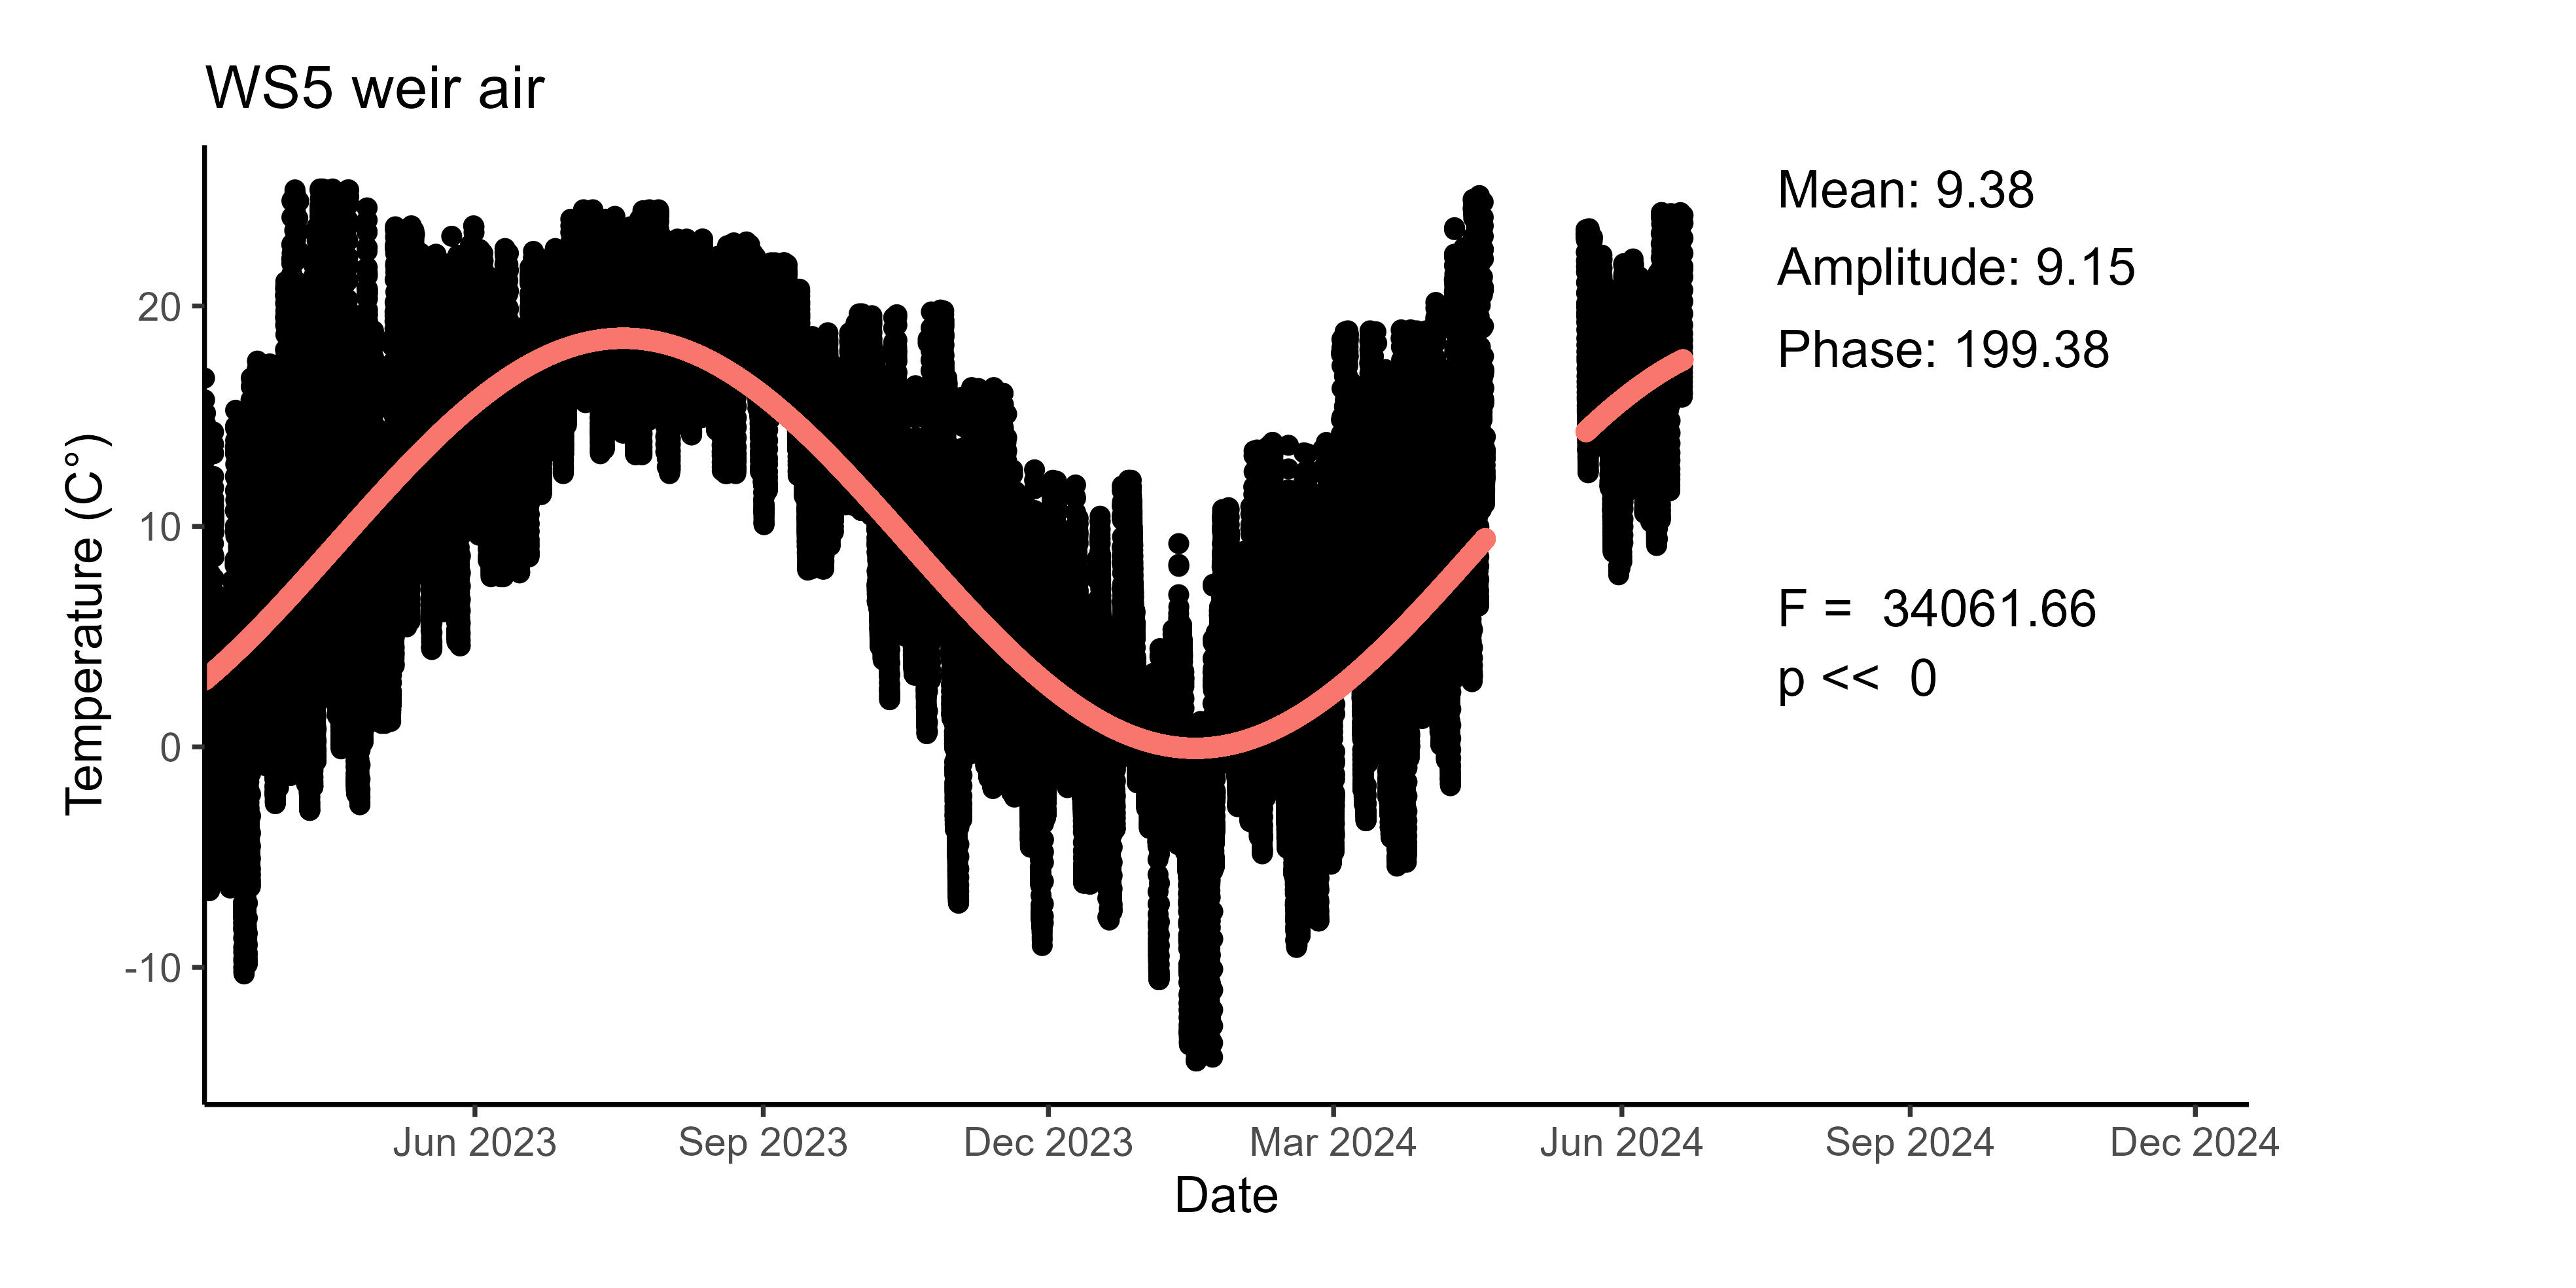 WS5 weir air
Mean: 9.38
Amplitude: 9.15
Phase: 199.38
F =  34061.66
p <<  0
Temperature (C°)
20
10
0
-10
Jun 2023
Sep 2023
Dec 2023
Mar 2024
Jun 2024
Sep 2024
Dec 2024
Date